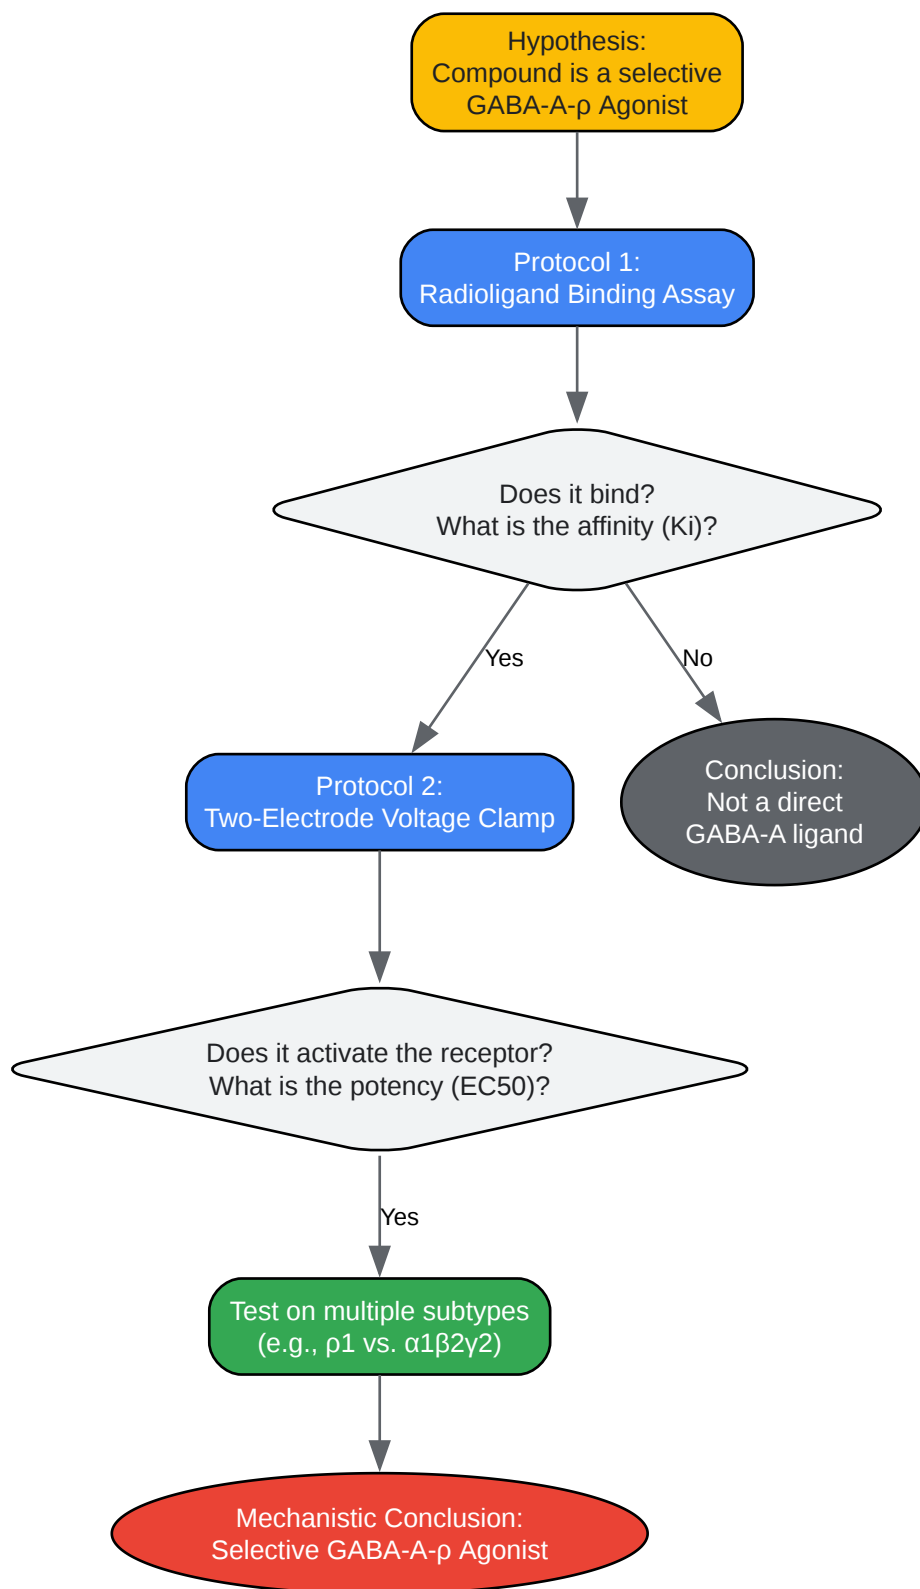 Hypothesis:
Compound is a selective
GABA-A-ρ Agonist
Protocol 1:
Radioligand Binding Assay
Does it bind?
What is the affinity (Ki)?
Yes
No
Protocol 2:
Two-Electrode Voltage Clamp
Conclusion:
Not a direct
GABA-A ligand
Does it activate the receptor?
What is the potency (EC50)?
Yes
Test on multiple subtypes
(e.g., ρ1 vs. α1β2γ2)
Mechanistic Conclusion:
Selective GABA-A-ρ Agonist